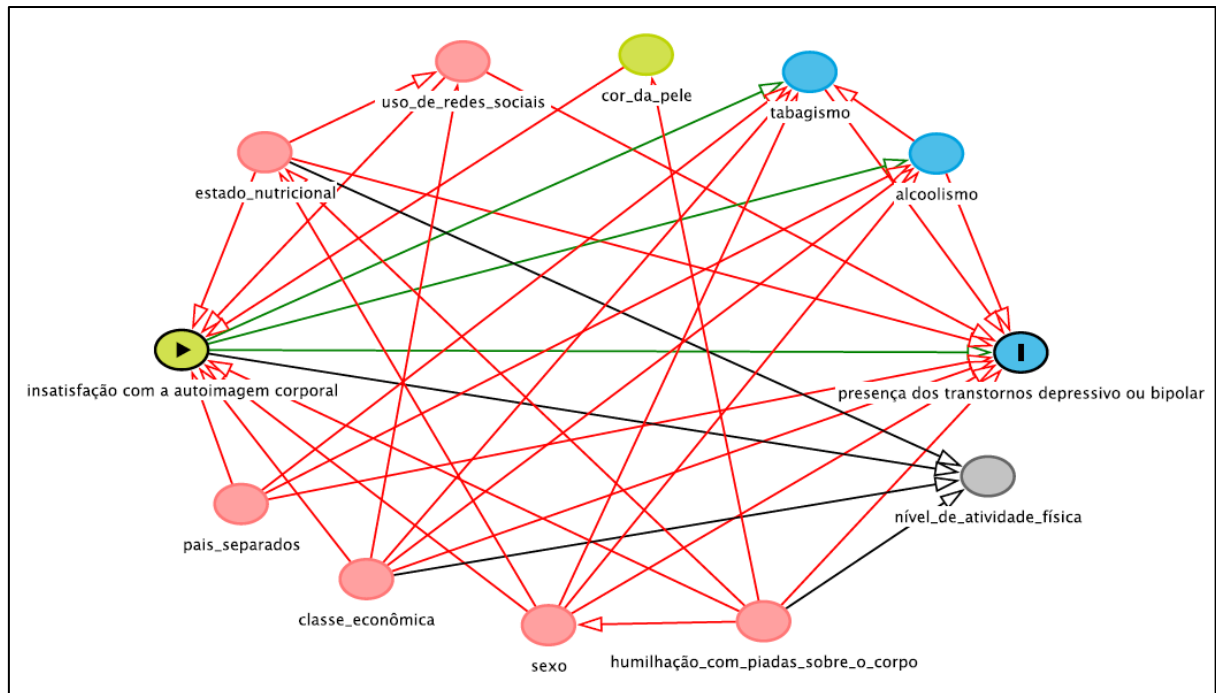 uso_de_redes_sociais
cor_da_pele
tabagismo
alcoolismo
estado_nutricional
insatisfação com a autoimagem corporal
presença dos transtornos depressivo ou bipolar
nível_de_atividade_física
pais_separados
classe_econômica
sexo
humilhação_com_piadas_sobre_o_corpo